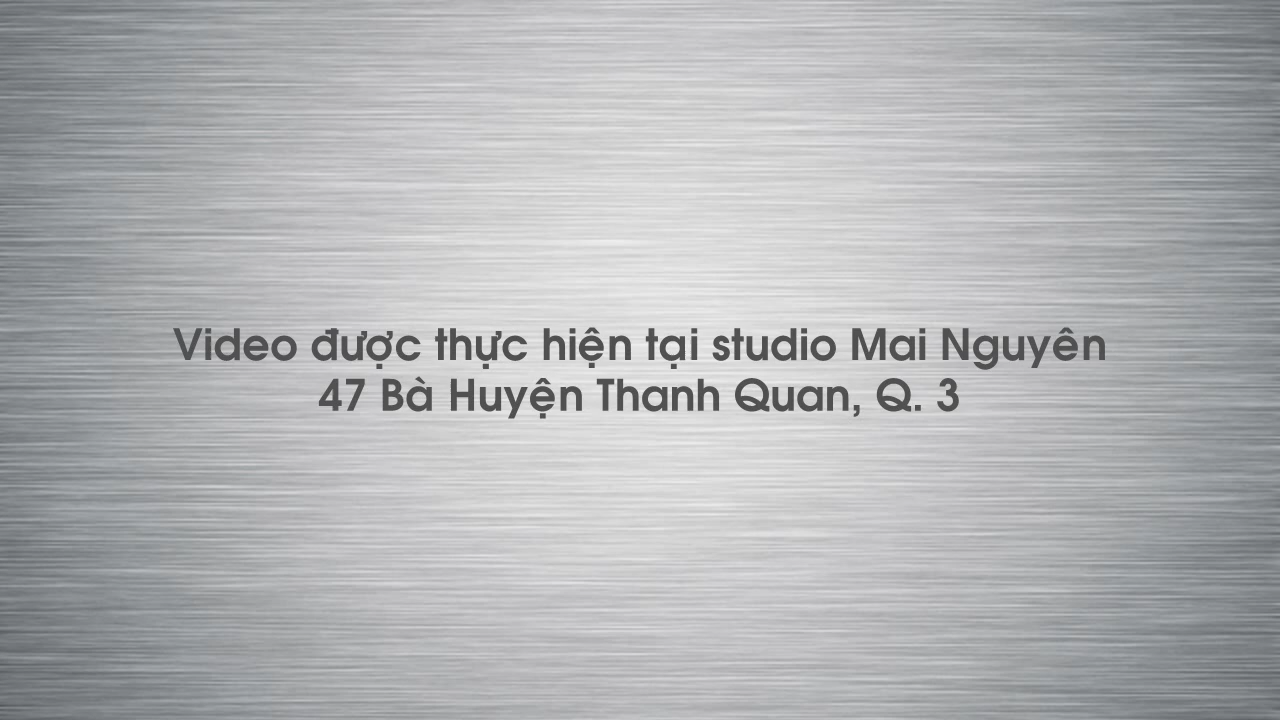 Video được thực hiện tại studio Mai Nguyên
47 Bà Huyện Thanh Quan, Q. 3